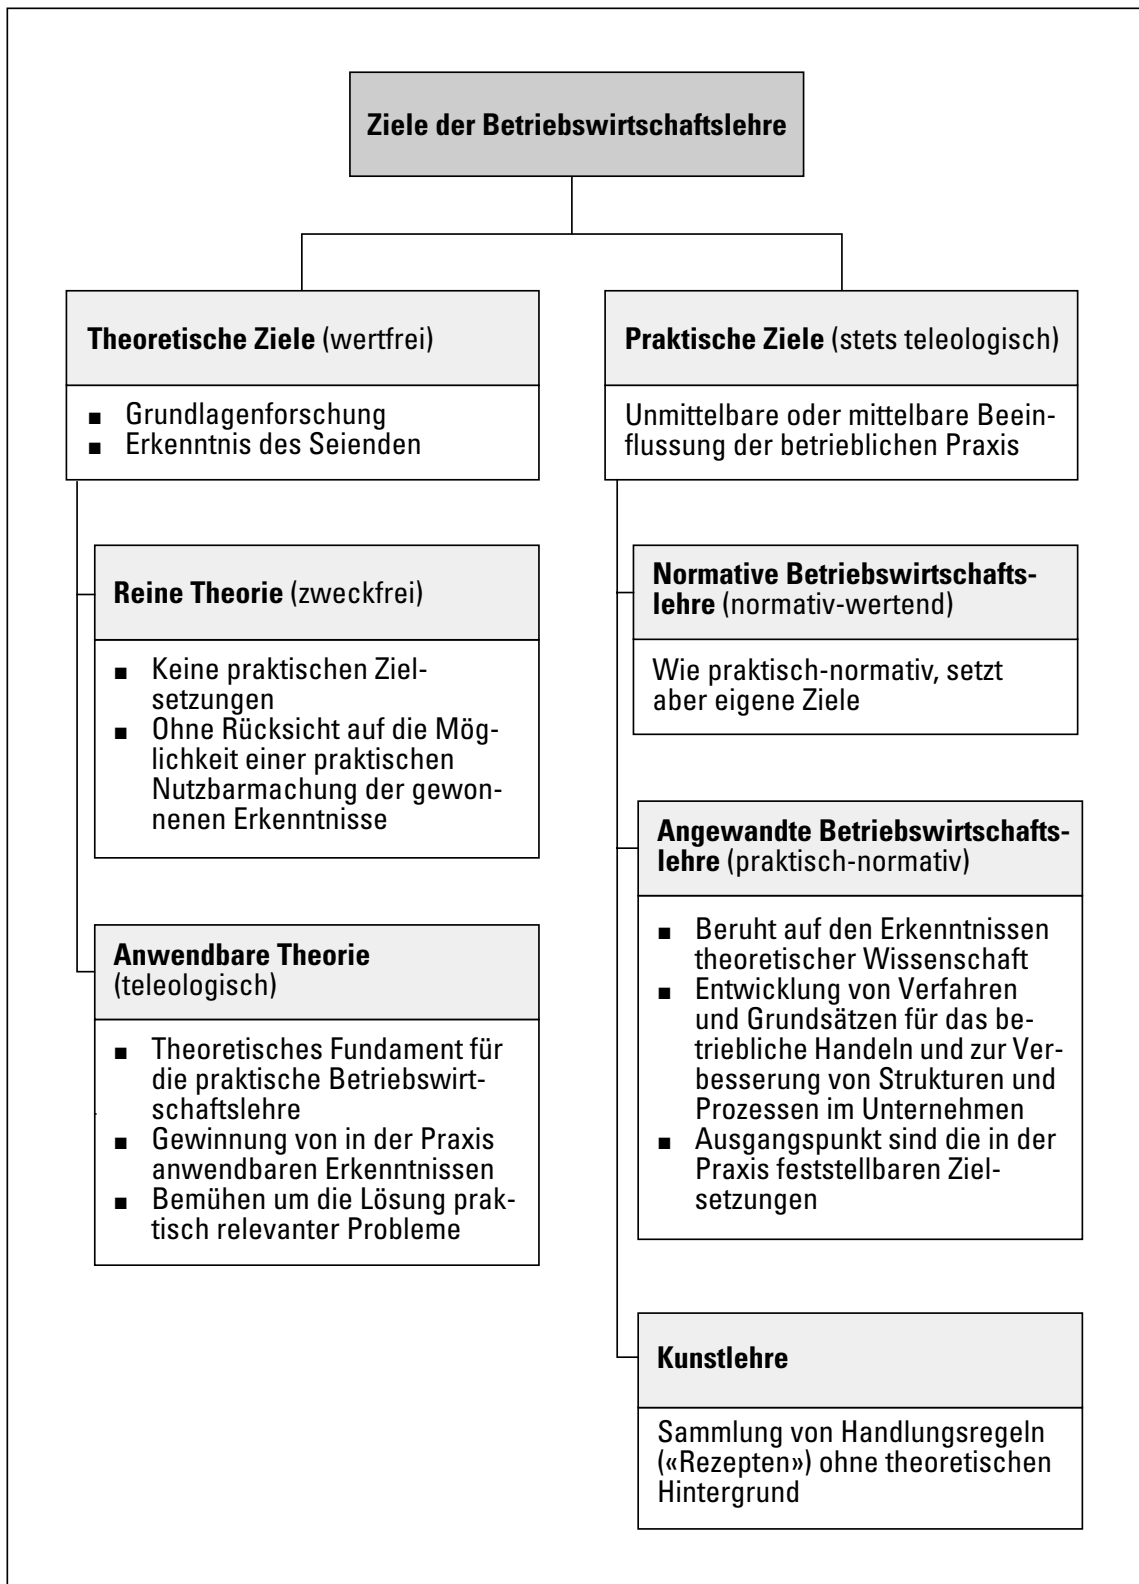 Ziele der Betriebswirtschaftslehre
Theoretische Ziele (wertfrei)
■ Grundlagenforschung
■ Erkenntnis des Seienden
Reine Theorie (zweckfrei)
■ Keine praktischen Ziel-
setzungen
■ Ohne Rücksicht auf die Mög-
lichkeit einer praktischen
Nutzbarmachung der gewon-
nenen Erkenntnisse
Anwendbare Theorie
(teleologisch)
■ Theoretisches Fundament für
die praktische Betriebswirt-
schaftslehre
■ Gewinnung von in der Praxis
anwendbaren Erkenntnissen
■ Bemühen um die Lösung prak-
tisch relevanter Probleme
Praktische Ziele (stets teleologisch)
Unmittelbare oder mittelbare Beein-
flussung der betrieblichen Praxis
Normative Betriebswirtschafts-
lehre (normativ-wertend)
Wie praktisch-normativ, setzt
aber eigene Ziele
Angewandte Betriebswirtschafts-
lehre (praktisch-normativ)
■ Beruht auf den Erkenntnissen
theoretischer Wissenschaft
■ Entwicklung von Verfahren
und Grundsätzen für das be-
triebliche Handeln und zur Ver-
besserung von Strukturen und
Prozessen im Unternehmen
■ Ausgangspunkt sind die in der
Praxis feststellbaren Ziel-
setzungen
Kunstlehre
Sammlung von Handlungsregeln
(«Rezepten») ohne theoretischen
Hintergrund